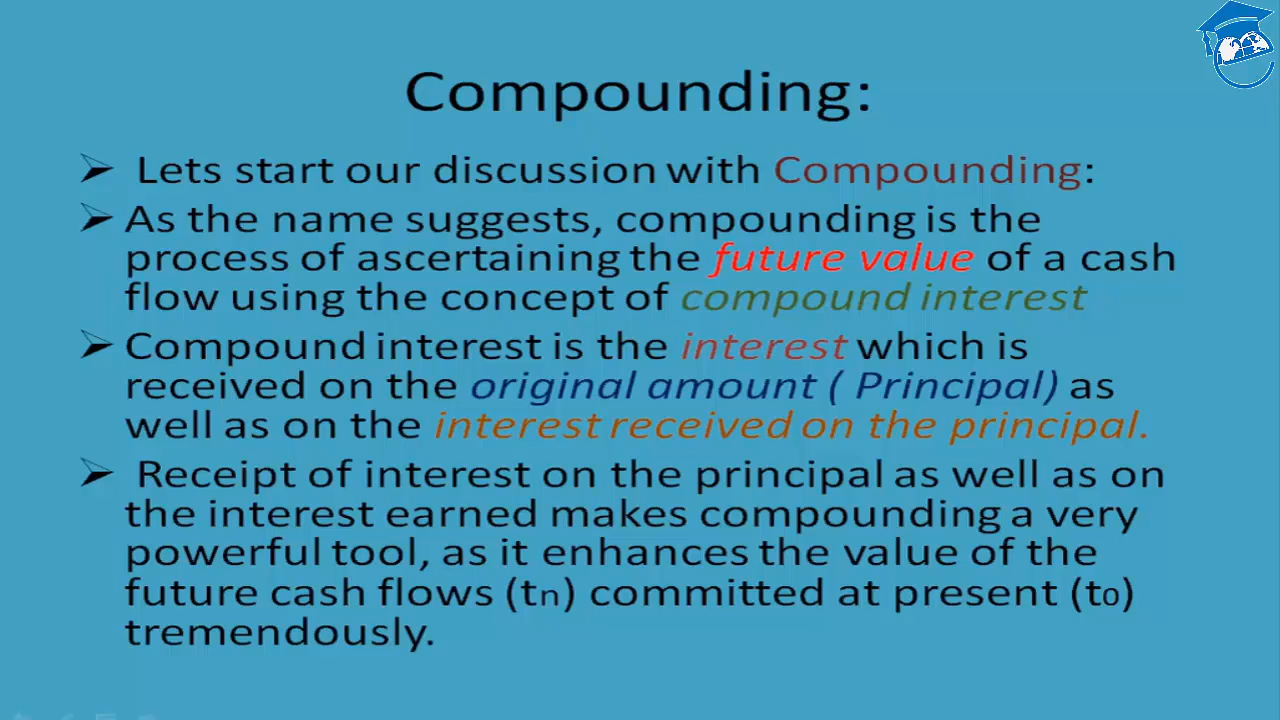 Compounding:
➢ Lets start our discussion with Compounding:
➢ As the name suggests, compounding is the
process of ascertaining the future value of a cash
flow using the concept of compound interest
➢ Compound interest is the interest which is
received on the original amount ( Principal) as
well as on the interest received on the principal.
➢ Receipt of interest on the principal as well as on
the interest earned makes compounding a very
powerful tool, as it enhances the value of the
future cash flows (tn) committed at present (t0)
tremendously.